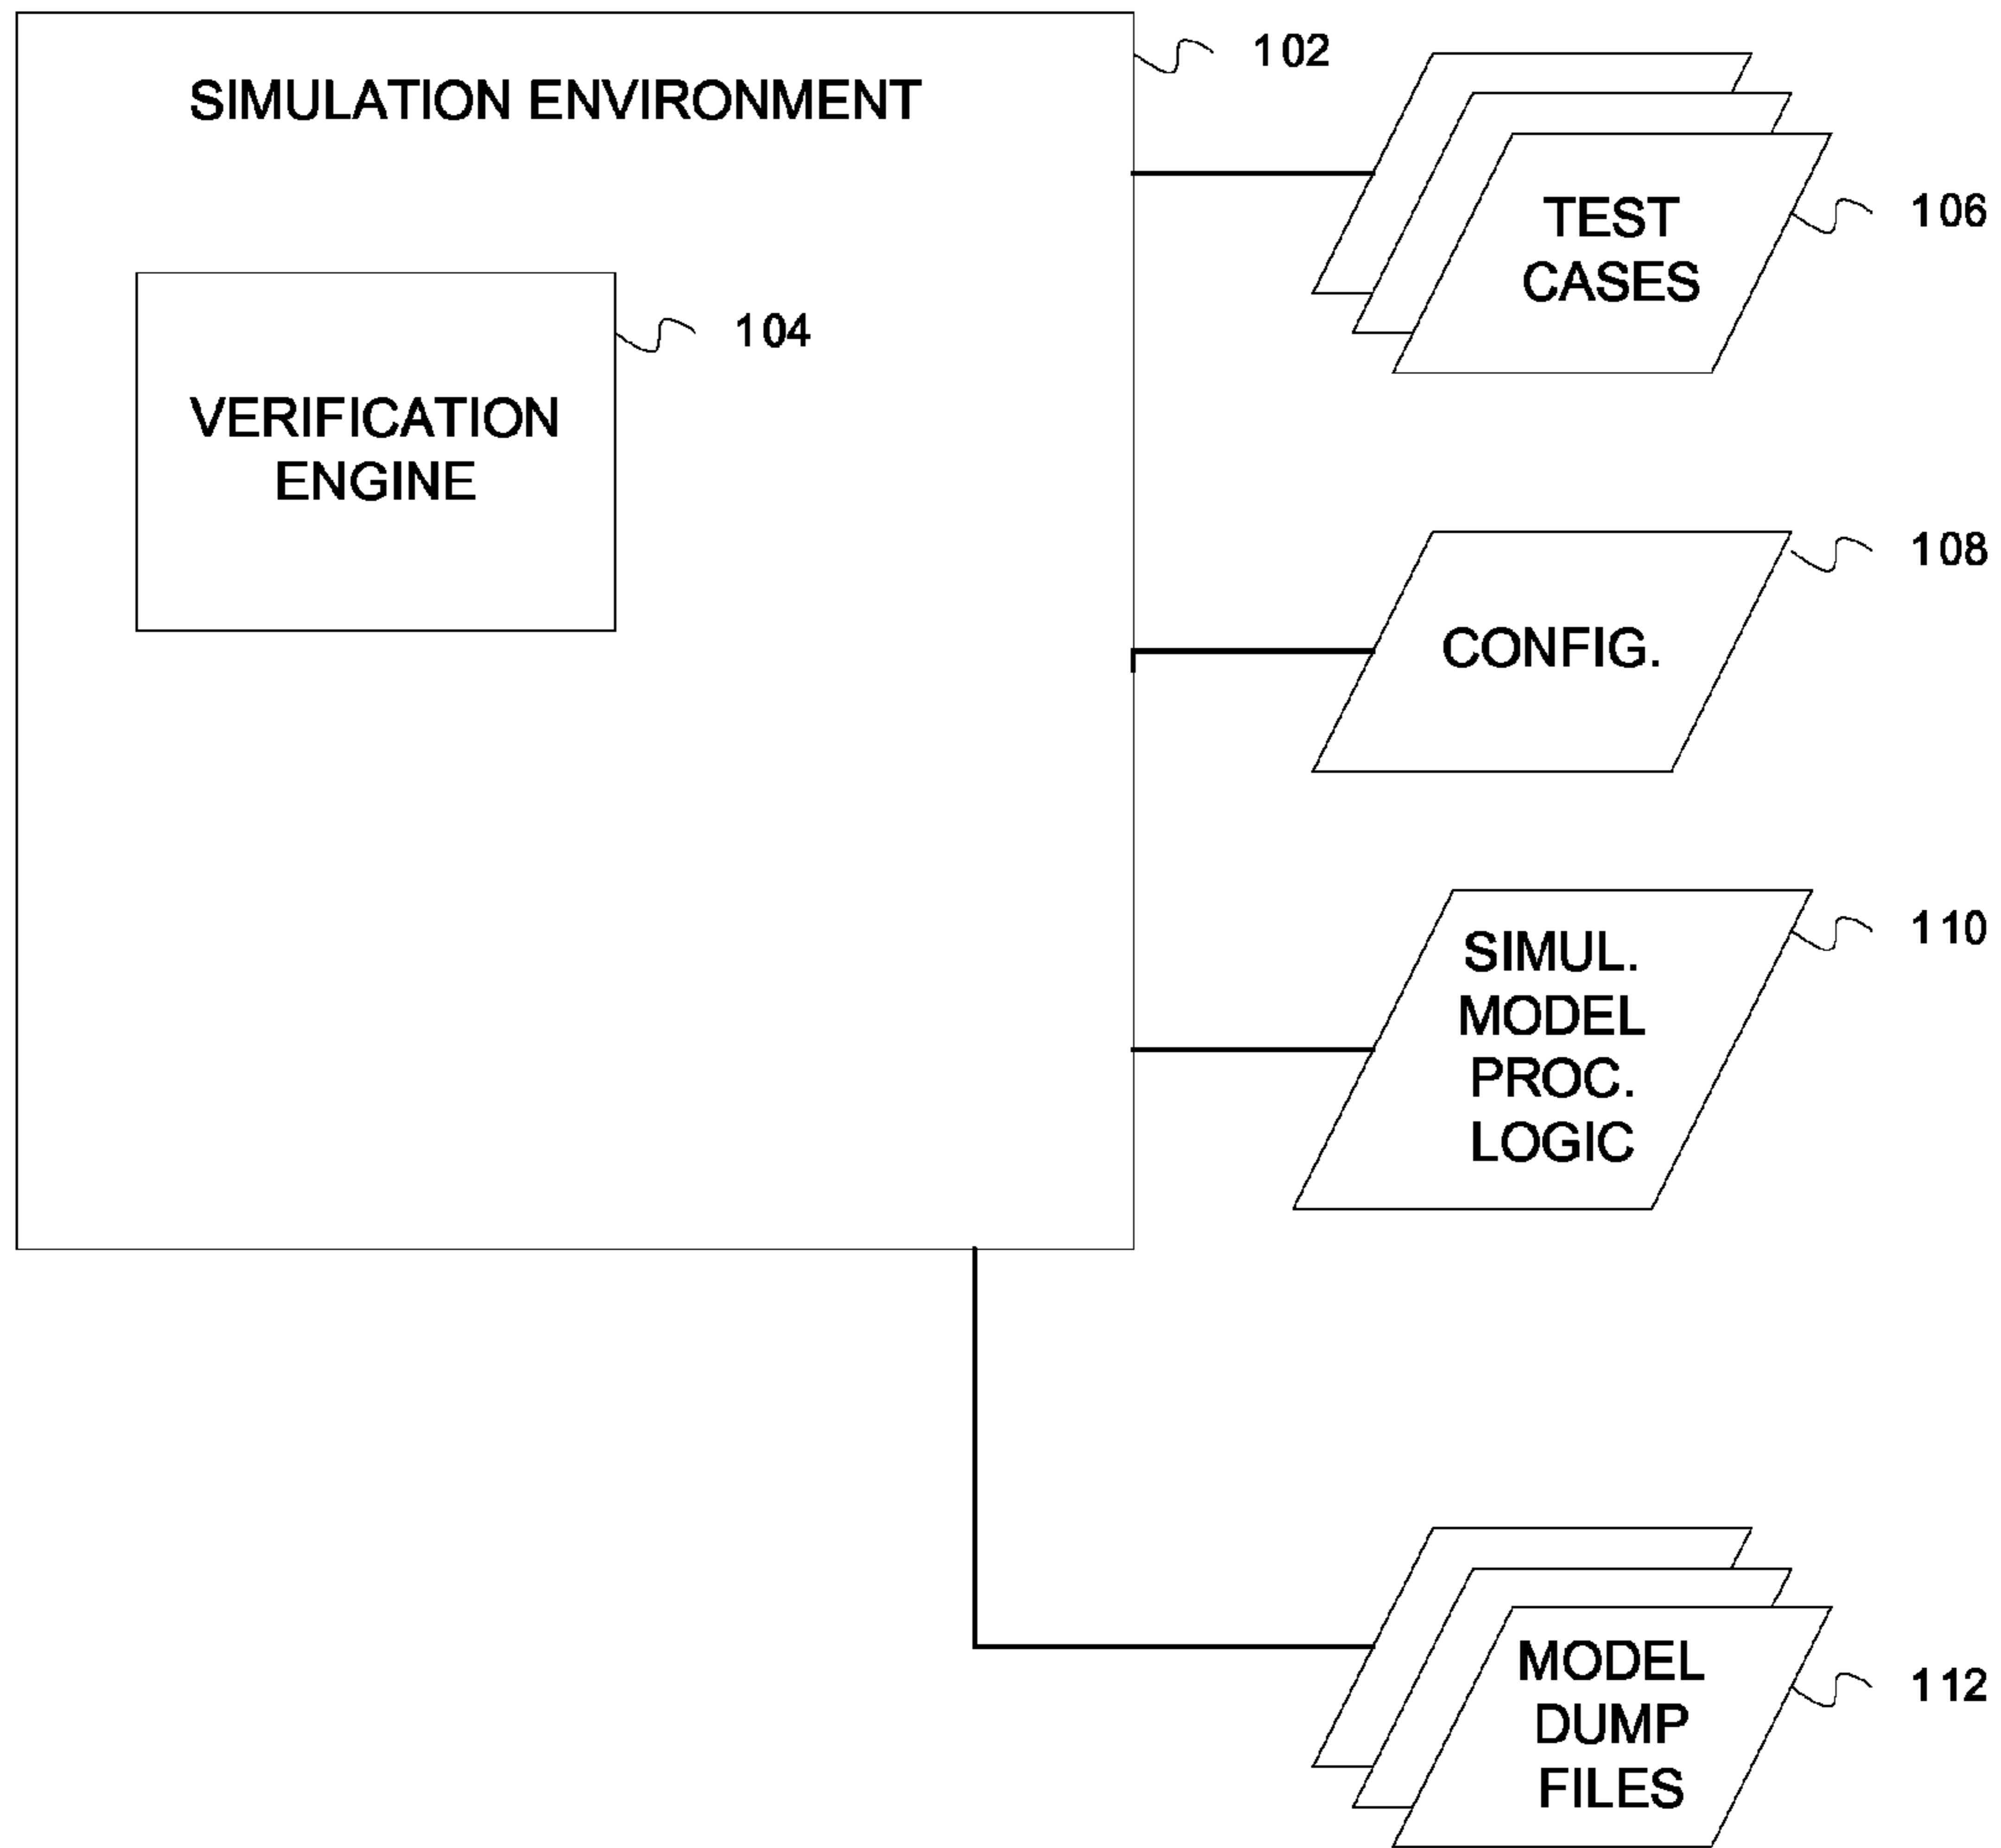 102
SIMULATION ENVIRONMENT
TEST
CASES
106
104
VERIFICATION
ENGINE
108
CONFIG.
110
SIMUL.
MODEL
PROC.
LOGIC
MODEL
DUMP
FILES
112